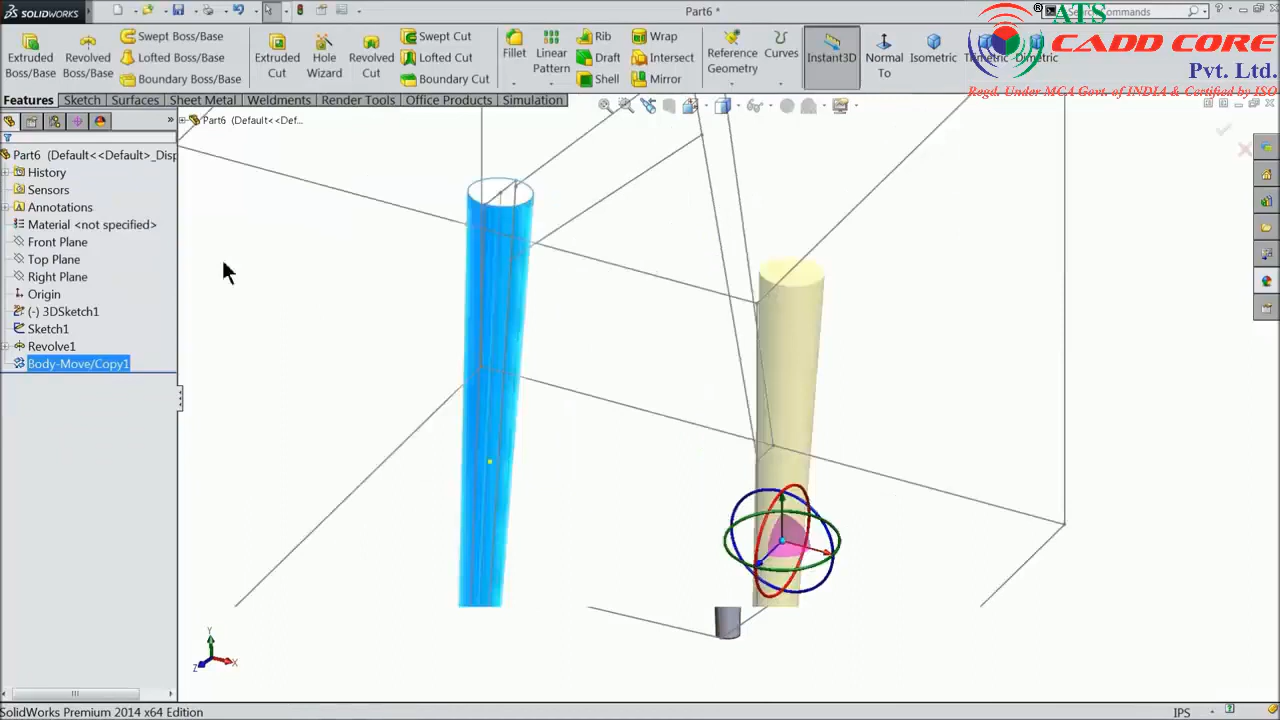 SOLIDWORKS
Part6 *
Commands
ATS
CADD CORE
Pvt. Ltd.
Regd. Under MCA Govt. of INDIA & Certified by ISO
Extruded Boss/Base
Revolved Boss/Base
Swept Boss/Base
Lofted Boss/Base
Boundary Boss/Base
Extruded Cut
Hole Wizard
Revolved Cut
Swept Cut
Lofted Cut
Boundary Cut
Fillet
Linear Pattern
Rib
Draft
Shell
Wrap
Intersect
Mirror
Reference Geometry
Curves
Instant3D
Normal To
Isometric
Trimetric
Dimetric
Features
Sketch
Surfaces
Sheet Metal
Weldments
Render Tools
Office Products
Simulation
Part6 (Default<<Def...
Part6 (Default<<Default>_Disp
History
Sensors
Annotations
Material <not specified>
Front Plane
Top Plane
Right Plane
Origin
(-) 3DSketch1
Sketch1
Revolve1
Body-Move/Copy1
Y
X
Z
SolidWorks Premium 2014 x64 Edition
IPS